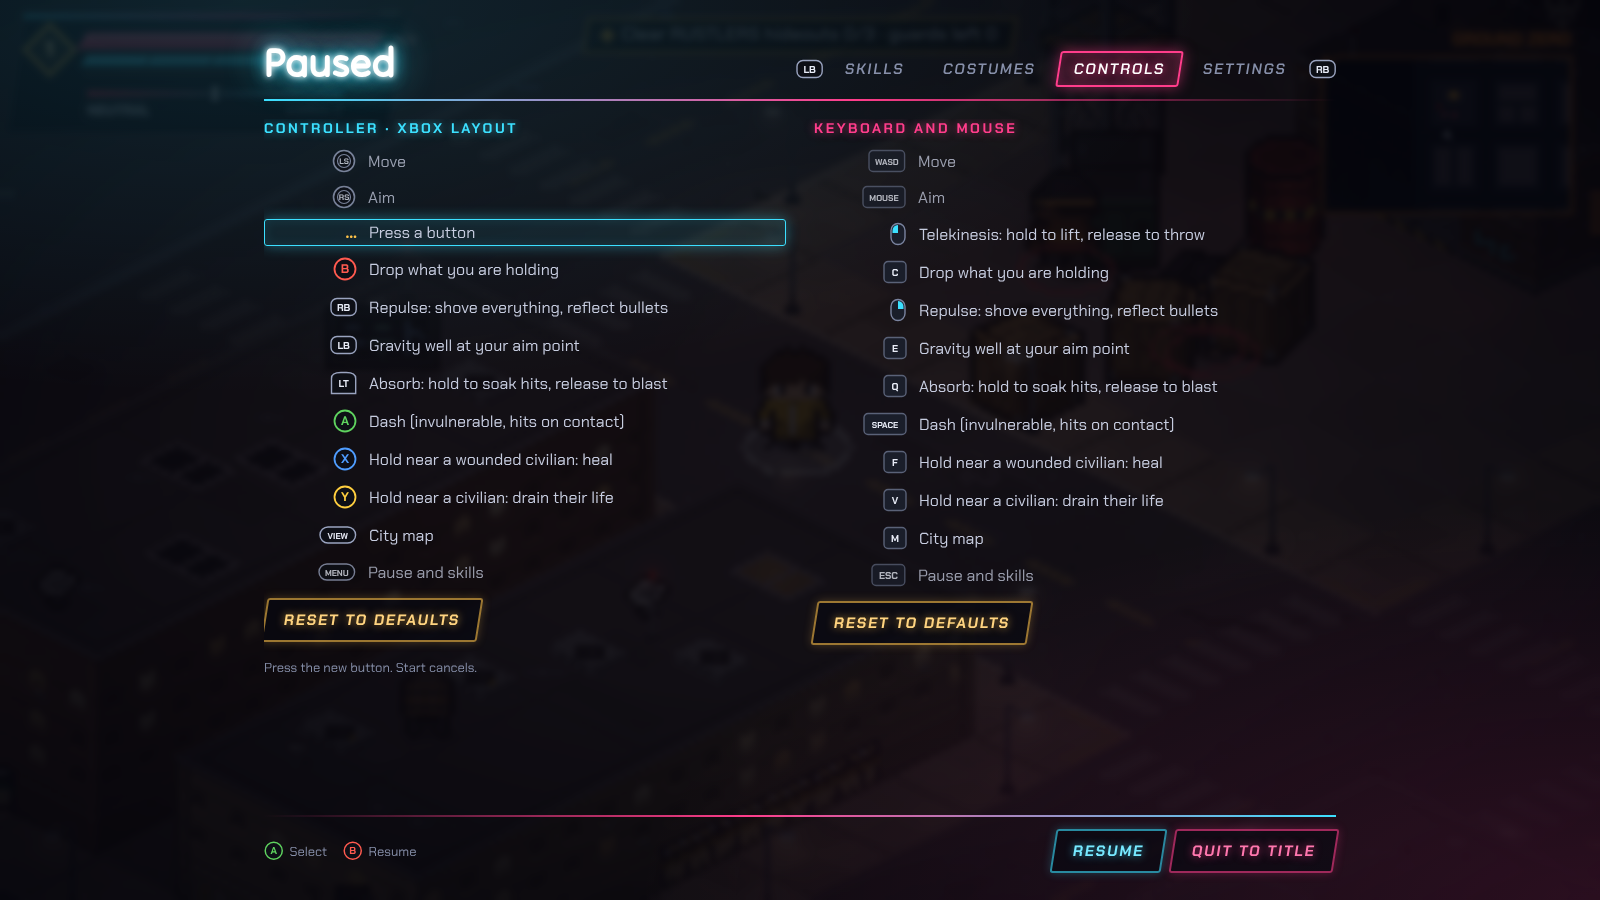 Paused
LB SKILLS COSTUMES CONTROLS SETTINGS RB
CONTROLLER · XBOX LAYOUT
LS Move
RS Aim
... Press a button
B Drop what you are holding
RB Repulse: shove everything, reflect bullets
LB Gravity well at your aim point
LT Absorb: hold to soak hits, release to blast
A Dash (invulnerable, hits on contact)
X Hold near a wounded civilian: heal
Y Hold near a civilian: drain their life
VIEW City map
MENU Pause and skills
RESET TO DEFAULTS
Press the new button. Start cancels.
KEYBOARD AND MOUSE
WASD Move
MOUSE Aim
Telekinesis: hold to lift, release to throw
C Drop what you are holding
Repulse: shove everything, reflect bullets
E Gravity well at your aim point
Q Absorb: hold to soak hits, release to blast
SPACE Dash (invulnerable, hits on contact)
F Hold near a wounded civilian: heal
V Hold near a civilian: drain their life
M City map
ESC Pause and skills
RESET TO DEFAULTS
A Select B Resume
RESUME QUIT TO TITLE